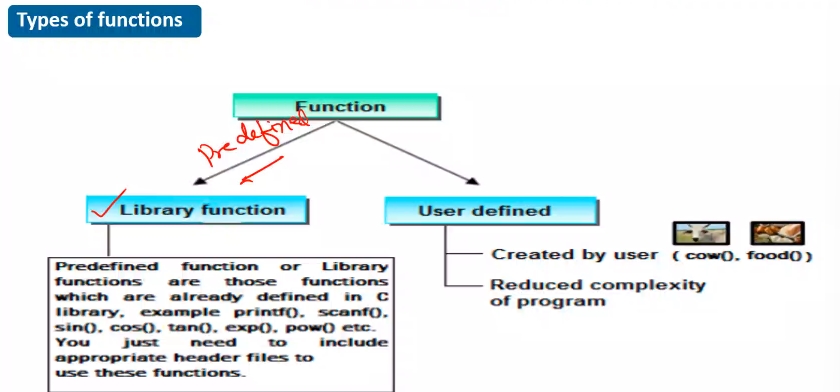 Types of functions
Function
Predefined
Library function
User defined
Created by user ( cow(), food() )
Reduced complexity
of program
Predefined function or Library
functions are those functions
which are already defined in C
library, example printf(), scanf(),
sin(), cos(), tan(), exp(), pow() etc.
You just need to include
appropriate header files to
use these functions.